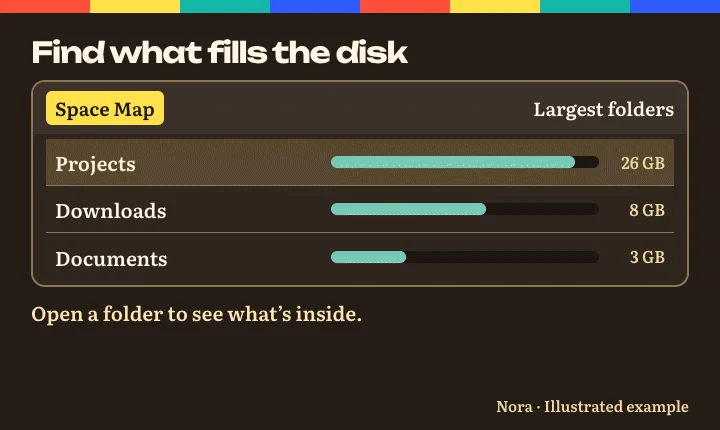 Find what fills the disk
Space Map
Largest folders
Projects
26 GB
Downloads
8 GB
Documents
3 GB
Open a folder to see what’s inside.
Nora · Illustrated example